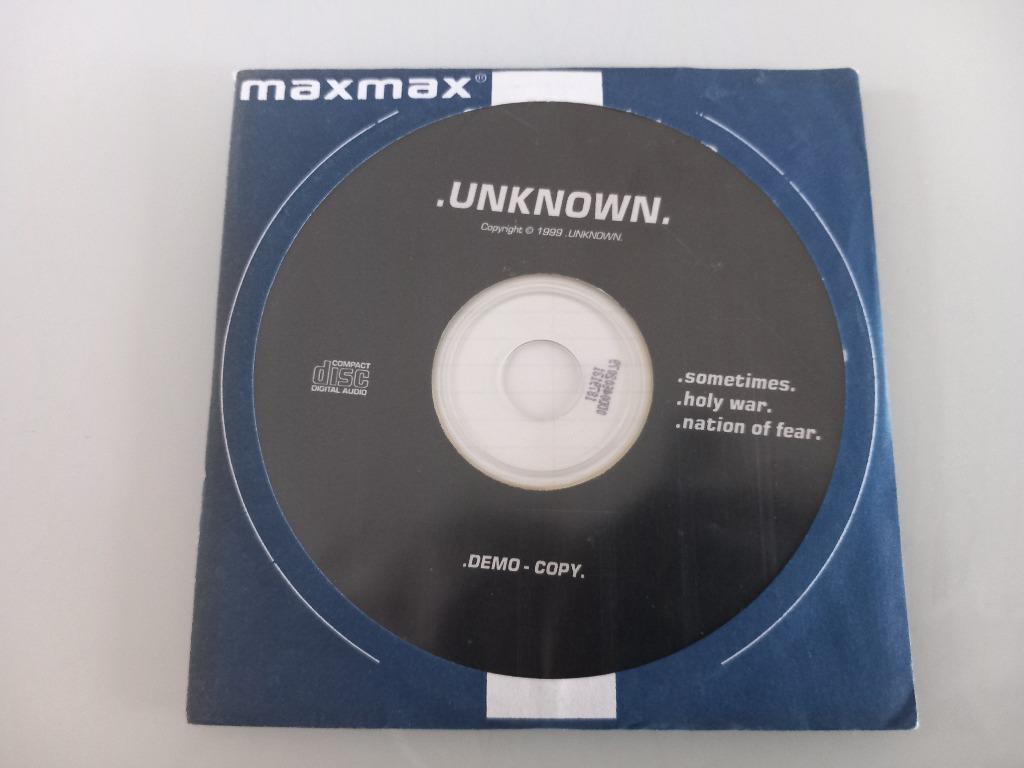 maxmax®
.UNKNOWN.
Copyright © 1999 .UNKNOWN.
COMPACT
disc
DIGITAL AUDIO
.sometimes.
.holy war.
.nation of fear.
.DEMO - COPY.